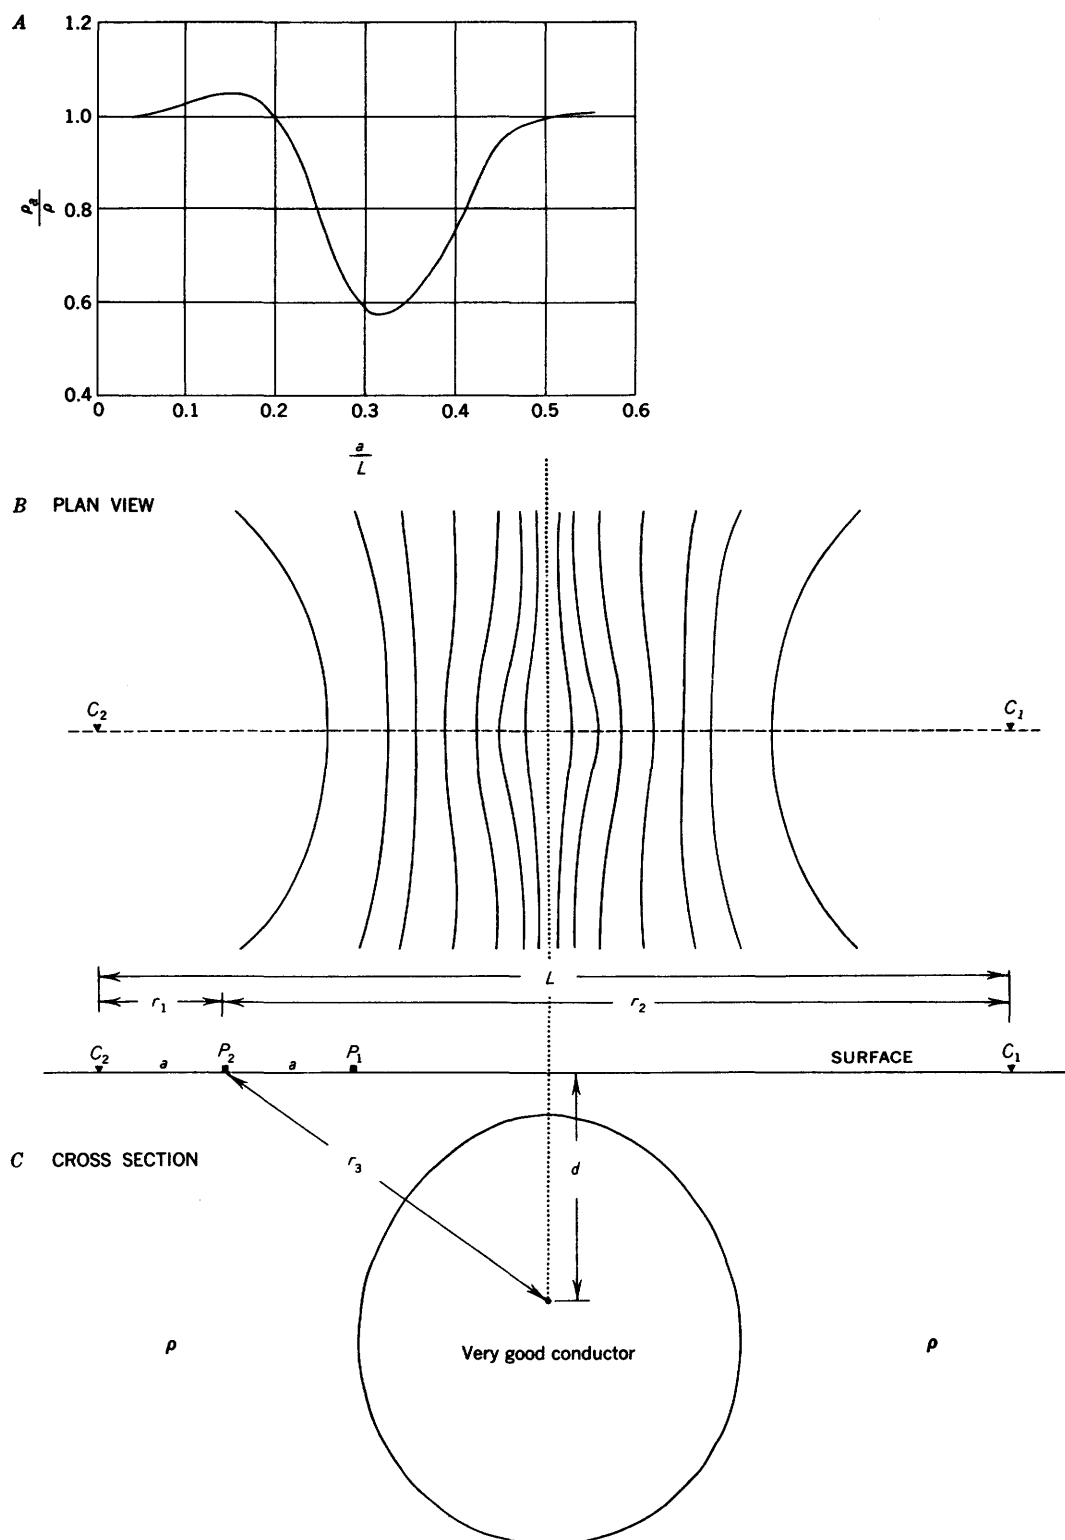 A
1.2
1.0
0.8
0.6
0.4
ρa/ρ
0 0.1 0.2 0.3 0.4 0.5 0.6
a/L
B PLAN VIEW
C2 C1
L
r1 r2
C2 a P2 a P1 SURFACE C1
C CROSS SECTION
r3 d
ρ Very good conductor ρ